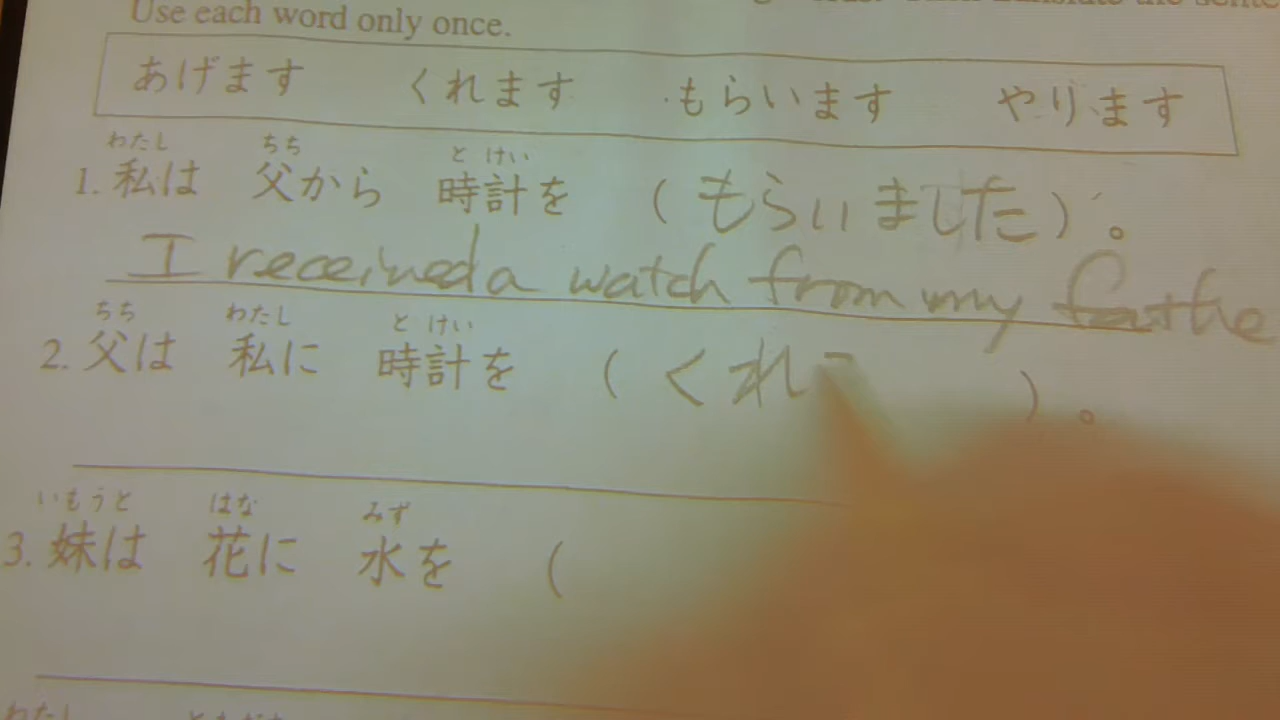 Use each word only once.
あげます くれます もらいます やります
わたし ちち と けい
1. 私は 父から 時計を (もらいました)。
I received a watch from my fathe
ちち わたし と けい
2. 父は 私に 時計を (くれ )。
いもうと はな みず
3. 妹は 花に 水を (
わたし